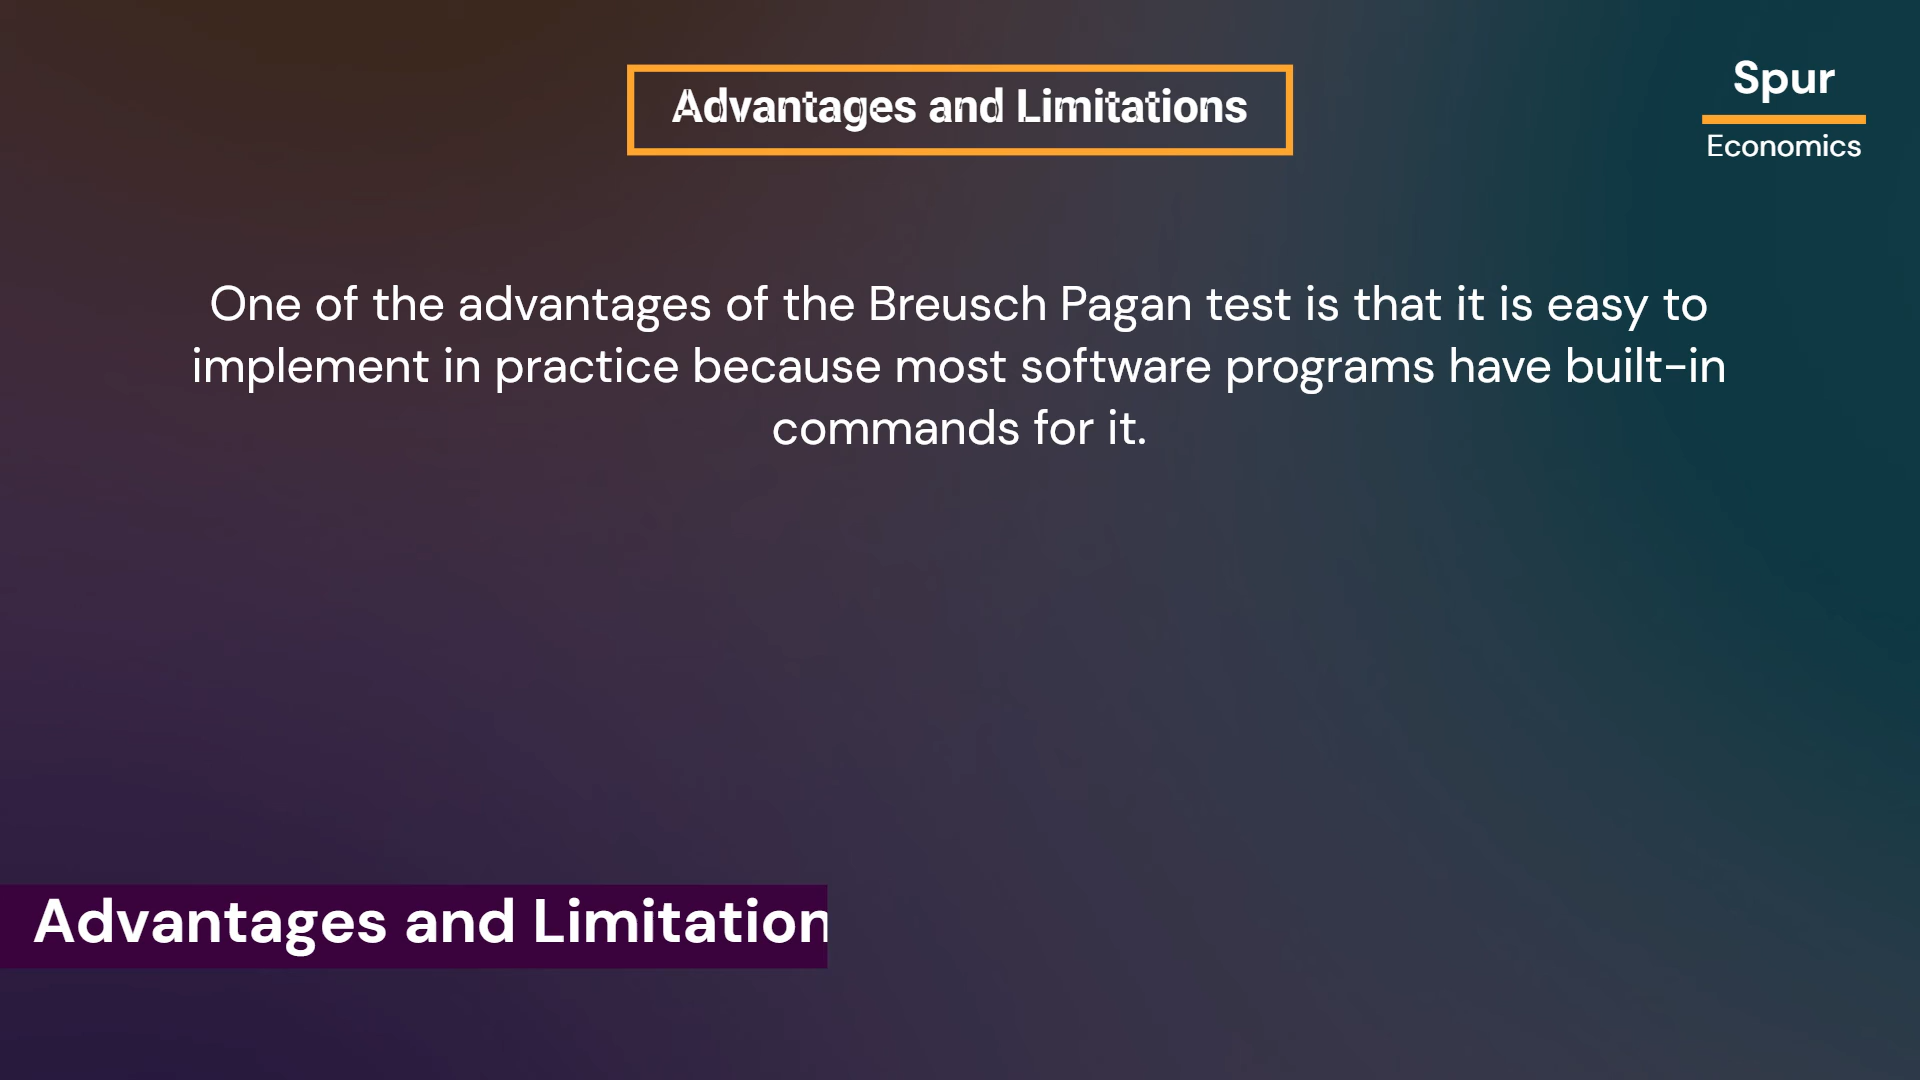 Advantages and Limitations
Spur
Economics
One of the advantages of the Breusch Pagan test is that it is easy to
implement in practice because most software programs have built-in
commands for it.
Advantages and Limitation